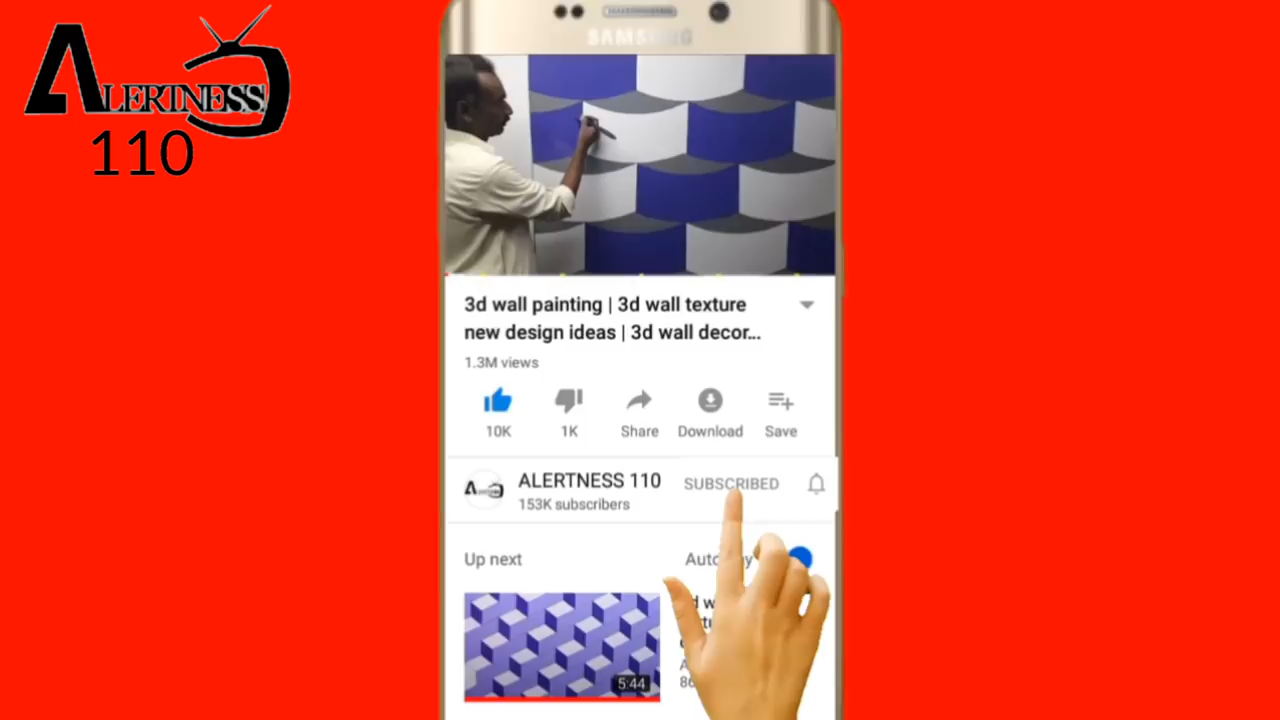 ALERTNESS
110
SAMSUNG
3d wall painting | 3d wall texture
new design ideas | 3d wall decor...
1.3M views
10K
1K
Share
Download
Save
ALERTNESS 110
SUBSCRIBED
153K subscribers
Up next
5:44